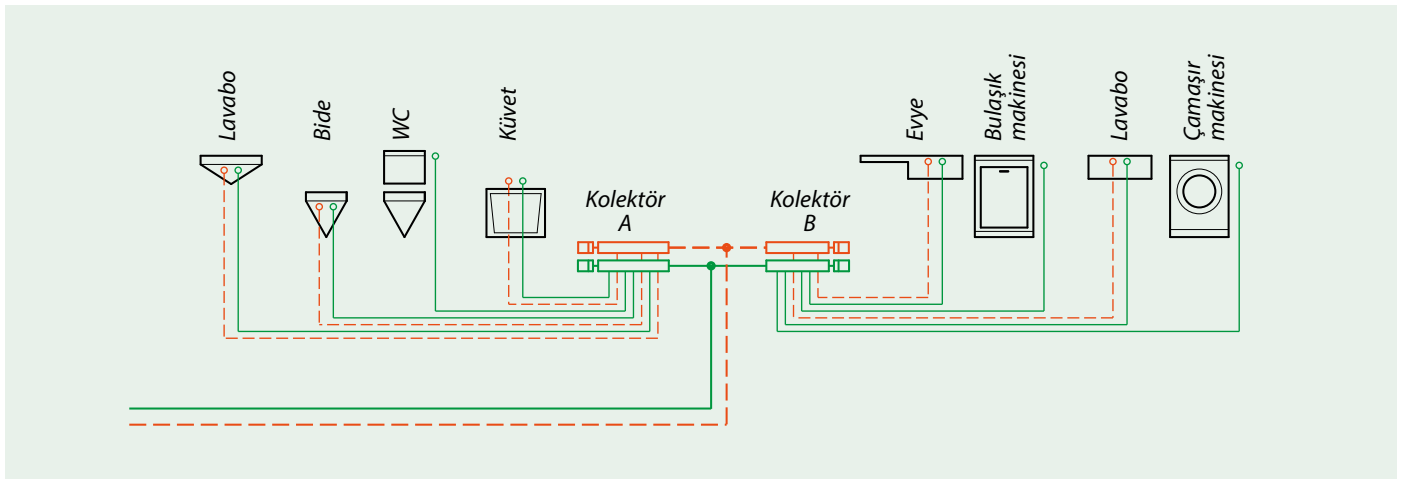 Lavabo
Bide
WC
Küvet
Kolektör
A
Kolektör
B
Evye
Bulaşık
makinesi
Lavabo
Çamaşır
makinesi